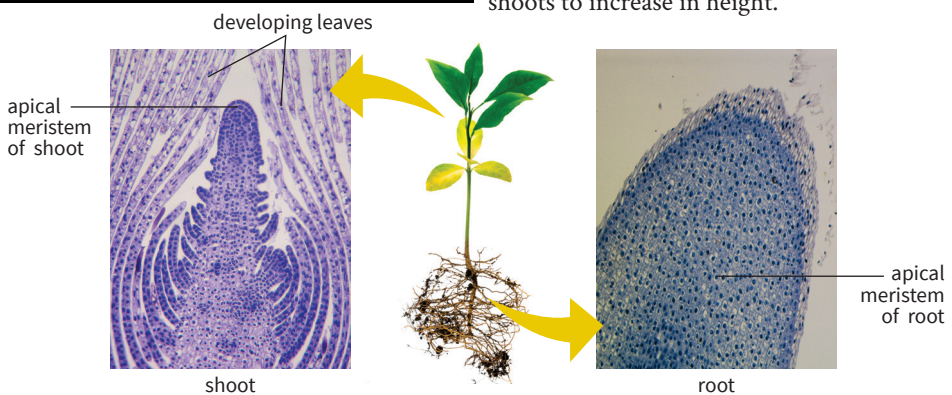 shoots to increase in height.
developing leaves
apical
meristem
of shoot
apical
meristem
of root
shoot
root